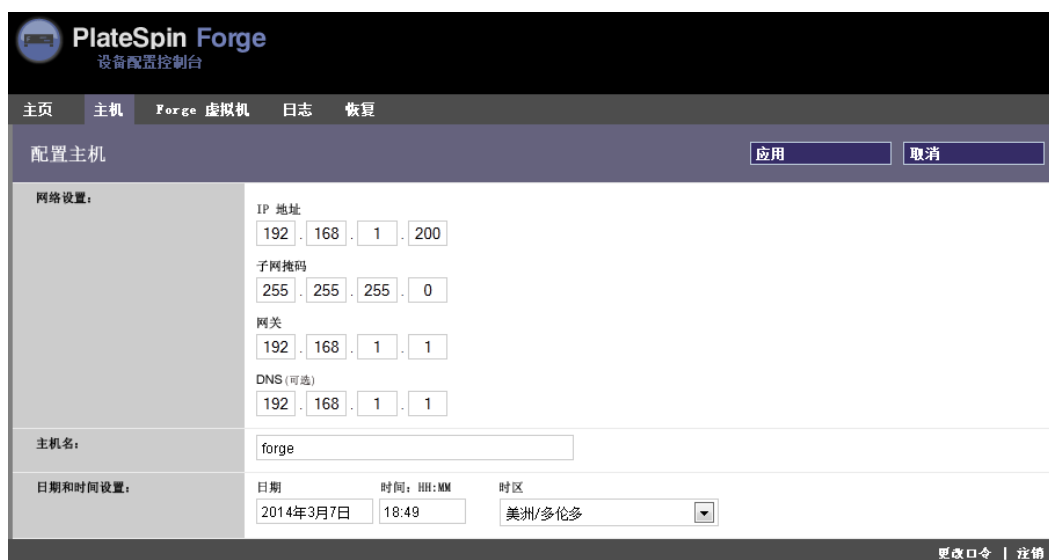 PlateSpin Forge
设备配置控制台
主页 主机 Forge 虚拟机 日志 恢复
配置主机 应用 取消
网络设置：
IP 地址
192 . 168 . 1 . 200
子网掩码
255 . 255 . 255 . 0
网关
192 . 168 . 1 . 1
DNS (可选)
192 . 168 . 1 . 1
主机名： forge
日期和时间设置： 日期 时间：HH:MM 时区
2014年3月7日 18:49 美洲/多伦多
更改口令 | 注销